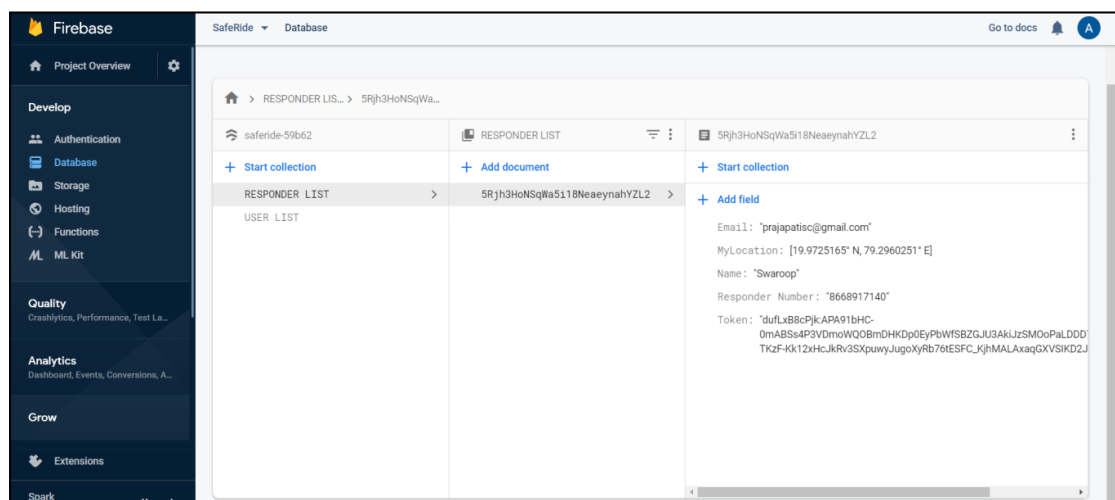 Firebase
SafeRide
Database
Go to docs
A
Project Overview
Develop
Authentication
Database
Storage
Hosting
Functions
ML Kit
Quality
Crashlytics, Performance, Test La...
Analytics
Dashboard, Events, Conversions, A...
Grow
Extensions
Spark
> RESPONDER LIS... > 5Rjh3HoNSqWa...
saferide-59b62
+ Start collection
RESPONDER LIST >
USER LIST
RESPONDER LIST
+ Add document
5Rjh3HoNSqWa5i18NeaeynahYZL2 >
5Rjh3HoNSqWa5i18NeaeynahYZL2
+ Start collection
+ Add field
Email: "prajapatisc@gmail.com"
MyLocation: [19.9725165° N, 79.2960251° E]
Name: "Swaroop"
Responder Number: "8668917140"
Token: "dufLxB8cPjk:APA91bHC-
0mABSs4P3VDmoWQOBmDHKDp0EyPbWfSBZGJU3AkiJzSMOoPaLDDD
TKzF-Kk12xHcJkRv3SXpuwyJugoXyRb76tESFC_KjhMALAxaqGXVSIKD2J